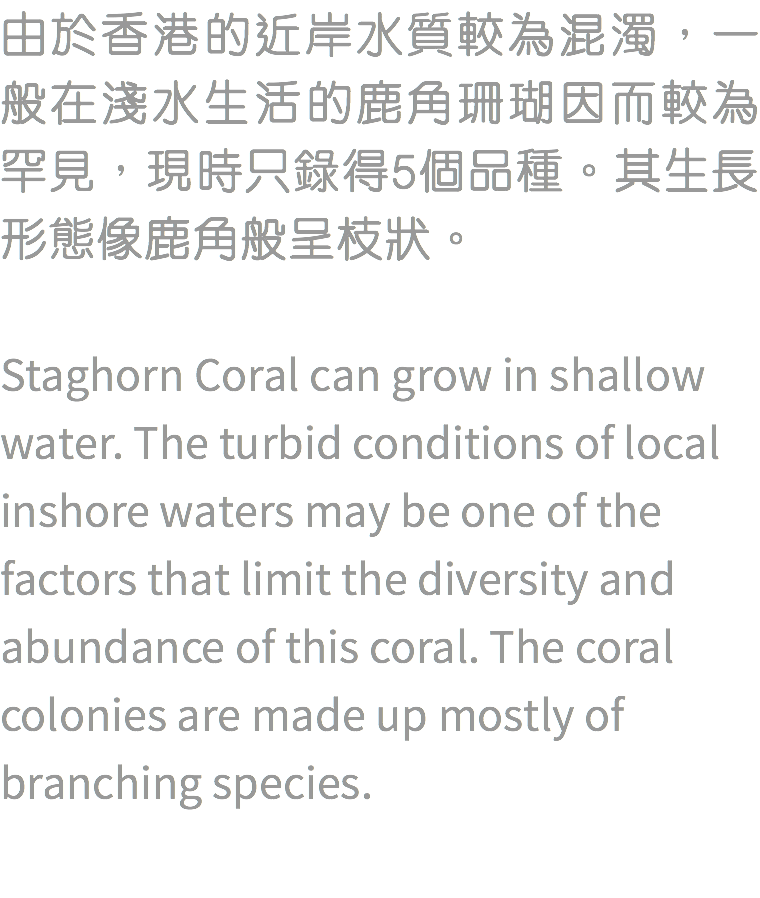 由於香港的近岸水質較為混濁，一
般在淺水生活的鹿角珊瑚因而較為
罕見，現時只錄得5個品種。其生長
形態像鹿角般呈枝狀。
Staghorn Coral can grow in shallow
water. The turbid conditions of local
inshore waters may be one of the
factors that limit the diversity and
abundance of this coral. The coral
colonies are made up mostly of
branching species.